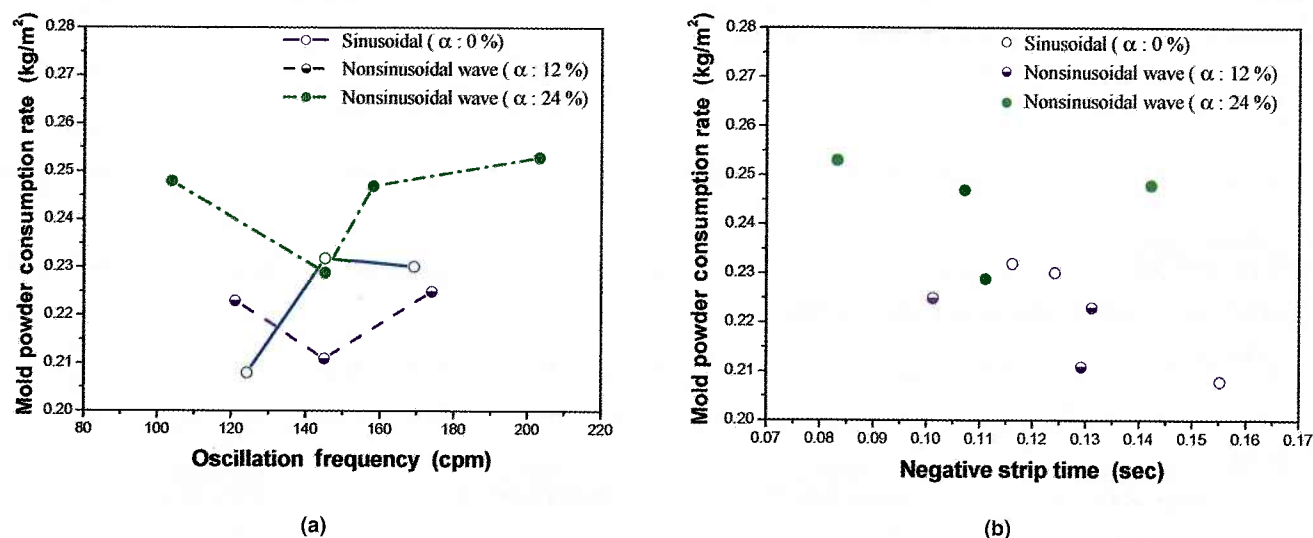 Mold powder consumption rate (kg/m²)
0.28
0.27
0.26
0.25
0.24
0.23
0.22
0.21
0.20
Sinusoidal ( α : 0 %)
Nonsinusoidal wave ( α : 12 %)
Nonsinusoidal wave ( α : 24 %)
80 100 120 140 160 180 200 220
Oscillation frequency (cpm)
(a)
Mold powder consumption rate (kg/m²)
0.28
0.27
0.26
0.25
0.24
0.23
0.22
0.21
0.20
Sinusoidal ( α : 0 %)
Nonsinusoidal wave ( α : 12 %)
Nonsinusoidal wave ( α : 24 %)
0.07 0.08 0.09 0.10 0.11 0.12 0.13 0.14 0.15 0.16 0.17
Negative strip time (sec)
(b)